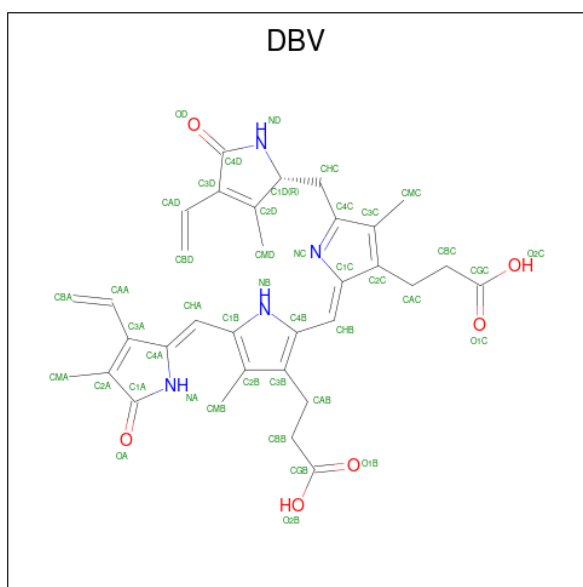 DBV
OD
H
N
ND
O
C4D
CHC
C3D
C1D(R)
CAD
C2D
C4C
C3C
CMC
CBD
CMD
NC
N
C1C
C2C
CBC
CGC
OH
O2C
CAC
O
O1C
NB
H
N
CBA
CAA
CHA
C1B
C4B
CHB
C3A
C4A
CMA
C2A
C1A
NH
NA
C2B
C3B
CMB
CAB
O
OA
CBB
CGB
O
O1B
HO
O2B